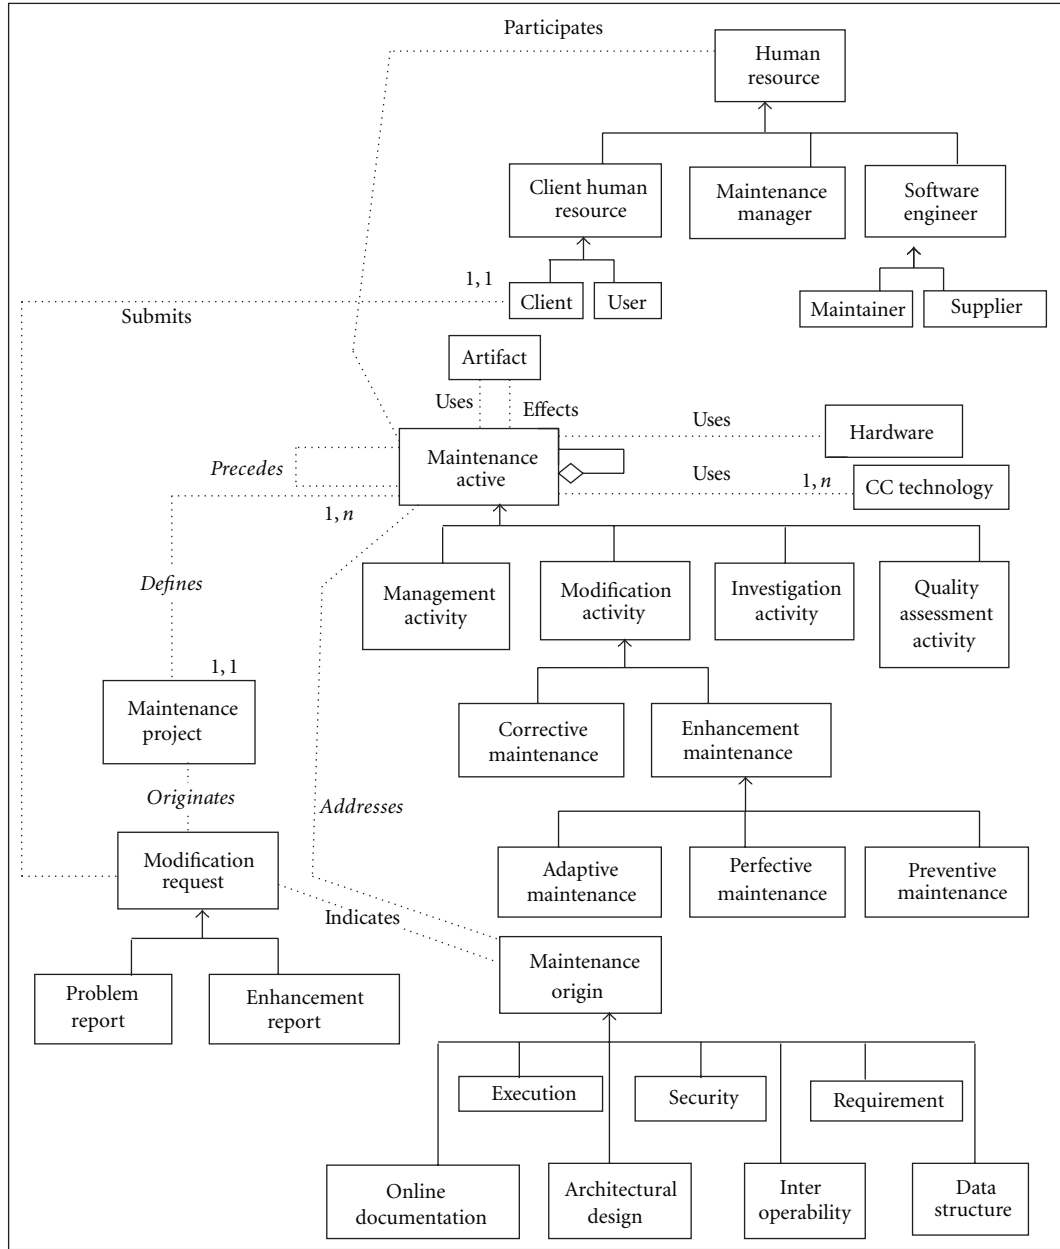 Participates
Human
resource
Client human
resource
Maintenance
manager
Software
engineer
1, 1
Client
User
Maintainer
Supplier
Submits
Artifact
Uses
Effects
Uses
Hardware
Precedes
Maintenance
active
Uses
1, n
CC technology
1, n
Defines
Management
activity
Modification
activity
Investigation
activity
Quality
assessment
activity
1, 1
Maintenance
project
Corrective
maintenance
Enhancement
maintenance
Originates
Addresses
Modification
request
Adaptive
maintenance
Perfective
maintenance
Preventive
maintenance
Indicates
Maintenance
origin
Problem
report
Enhancement
report
Execution
Security
Requirement
Online
documentation
Architectural
design
Inter
operability
Data
structure